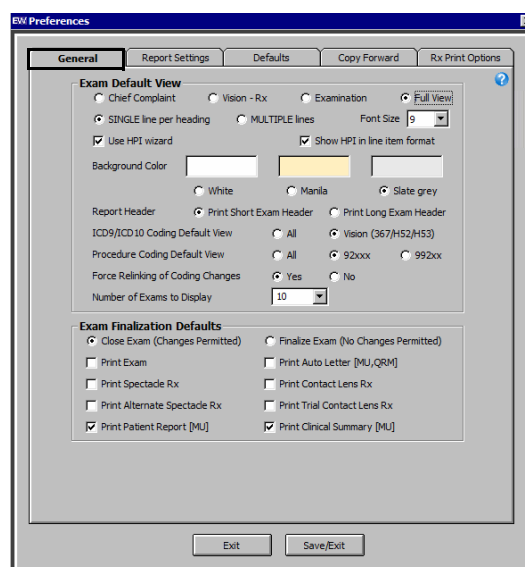 EW Preferences
General Report Settings Defaults Copy Forward Rx Print Options
Exam Default View
Chief Complaint Vision - Rx Examination Full View
SINGLE line per heading MULTIPLE lines Font Size 9
Use HPI wizard Show HPI in line item format
Background Color
White Manila Slate grey
Report Header Print Short Exam Header Print Long Exam Header
ICD9/ICD10 Coding Default View All Vision (367/H52/H53)
Procedure Coding Default View All 92xxx 992xx
Force Relinking of Coding Changes Yes No
Number of Exams to Display 10
Exam Finalization Defaults
Close Exam (Changes Permitted) Finalize Exam (No Changes Permitted)
Print Exam Print Auto Letter [MU,QRM]
Print Spectacle Rx Print Contact Lens Rx
Print Alternate Spectacle Rx Print Trial Contact Lens Rx
Print Patient Report [MU] Print Clinical Summary [MU]
Exit Save/Exit